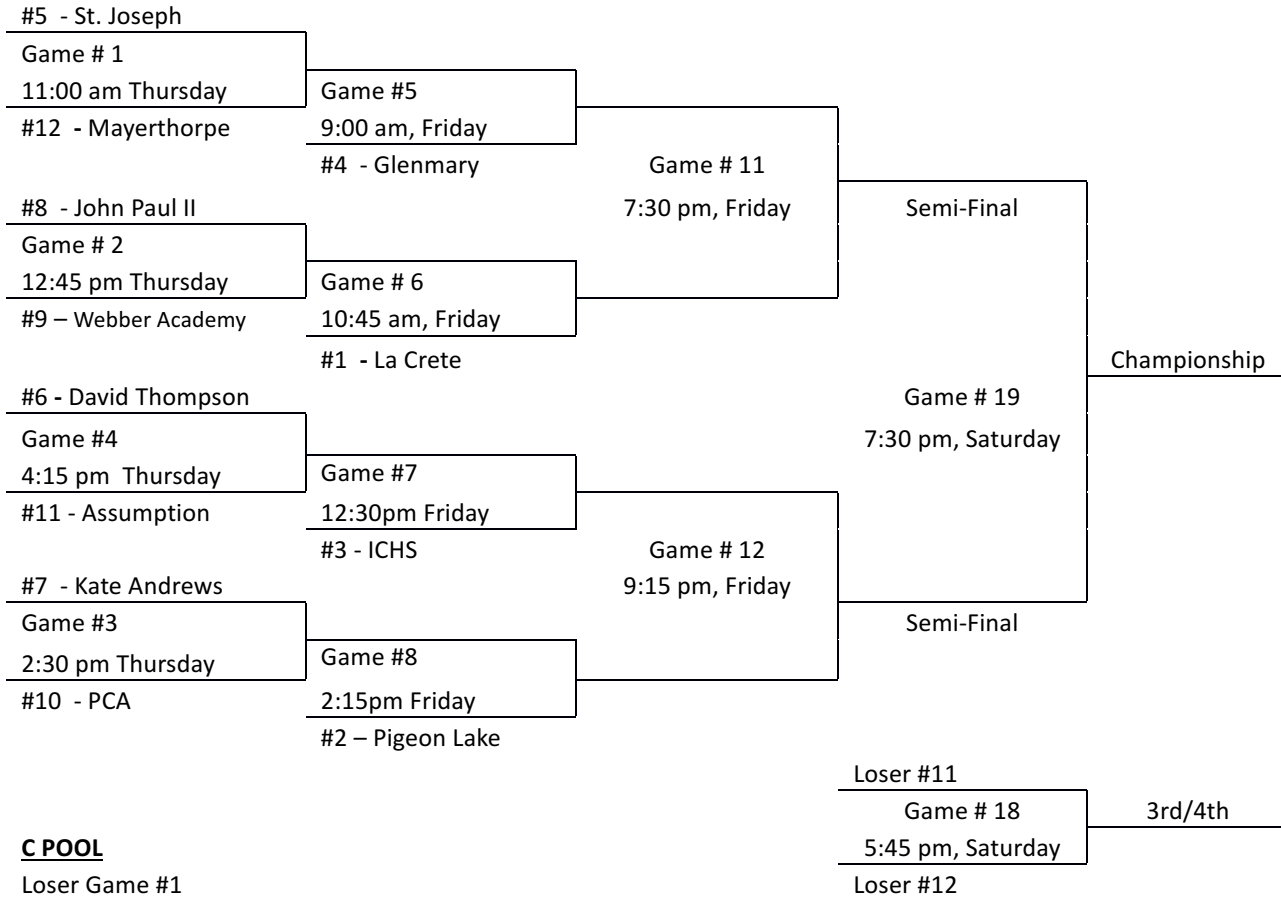 #5 - St. Joseph
Game # 1
11:00 am Thursday
#12 - Mayerthorpe
Game #5
9:00 am, Friday
#4 - Glenmary
#8 - John Paul II
Game # 2
12:45 pm Thursday
#9 – Webber Academy
Game # 6
10:45 am, Friday
#1 - La Crete
Game # 11
7:30 pm, Friday
Semi-Final
#6 - David Thompson
Game #4
4:15 pm Thursday
#11 - Assumption
Game #7
12:30pm Friday
#3 - ICHS
#7 - Kate Andrews
Game #3
2:30 pm Thursday
#10 - PCA
Game #8
2:15pm Friday
#2 – Pigeon Lake
Game # 12
9:15 pm, Friday
Semi-Final
Game # 19
7:30 pm, Saturday
Championship
Loser #11
Game # 18
5:45 pm, Saturday
Loser #12
3rd/4th
C POOL
Loser Game #1